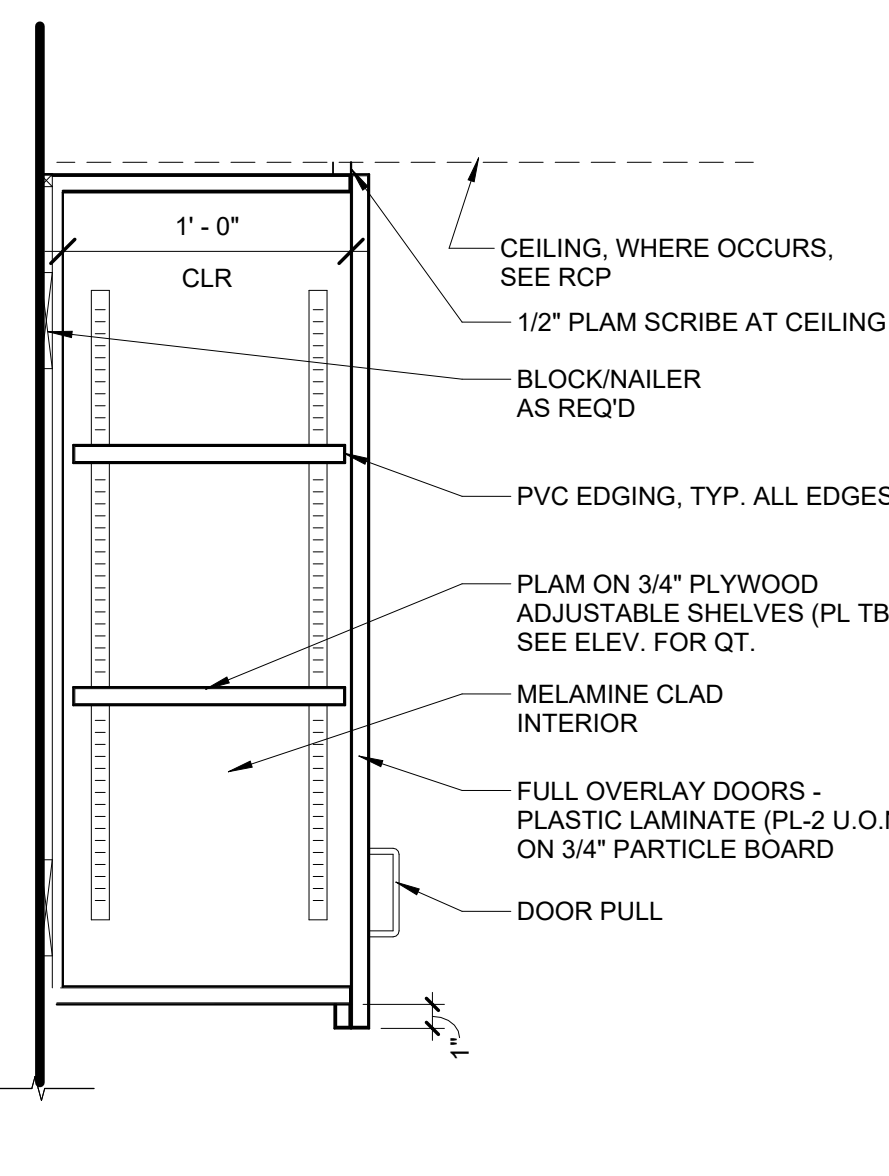 1' - 0"
CLR
CEILING, WHERE OCCURS,
SEE RCP
1/2" PLAM SCRIBE AT CEILING
BLOCK/NAILER
AS REQ'D
PVC EDGING, TYP. ALL EDGES
PLAM ON 3/4" PLYWOOD
ADJUSTABLE SHELVES (PL TB
SEE ELEV. FOR QT.
MELAMINE CLAD
INTERIOR
FULL OVERLAY DOORS -
PLASTIC LAMINATE (PL-2 U.O.N
ON 3/4" PARTICLE BOARD
DOOR PULL
1"